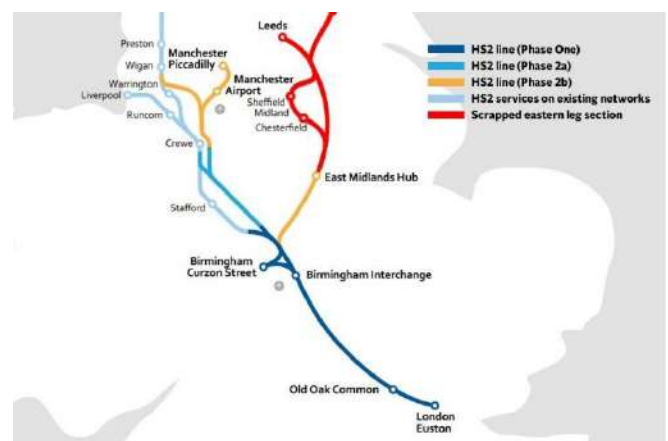 Leeds
Preston
Manchester
Piccadilly
Wigan
Warrington
Liverpool
Manchester
Airport
Runcorn
Sheffield
Midland
Chesterfield
Crewe
East Midlands Hub
Stafford
Birmingham
Curzon Street
Birmingham Interchange
Old Oak Common
London
Euston
HS2 line (Phase One)
HS2 line (Phase 2a)
HS2 line (Phase 2b)
HS2 services on existing networks
Scrapped eastern leg section